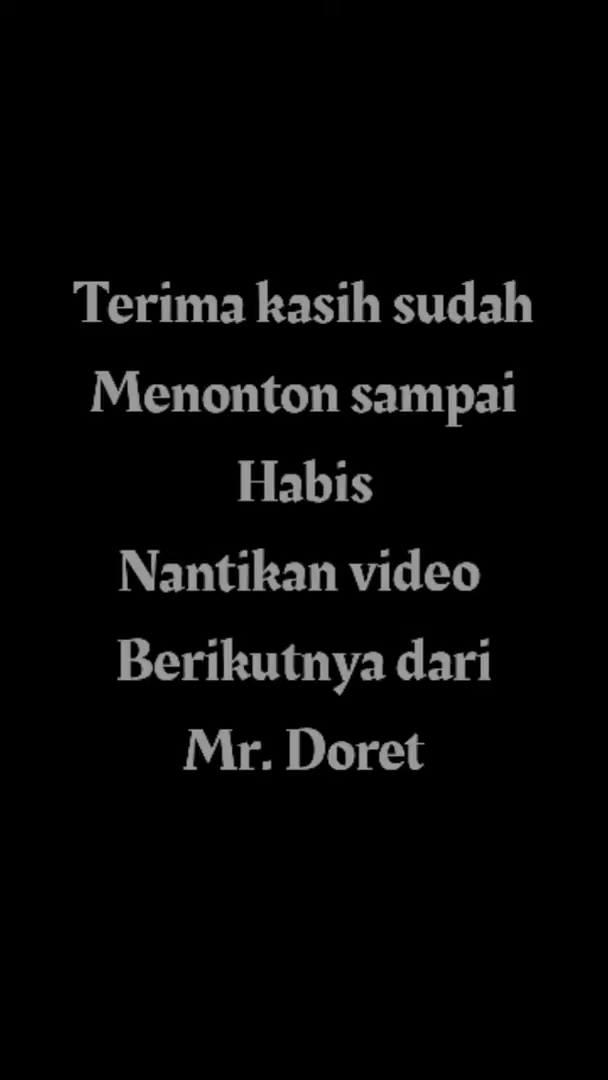 Terima kasih sudah
Menonton sampai
Habis
Nantikan video
Berikutnya dari
Mr. Doret